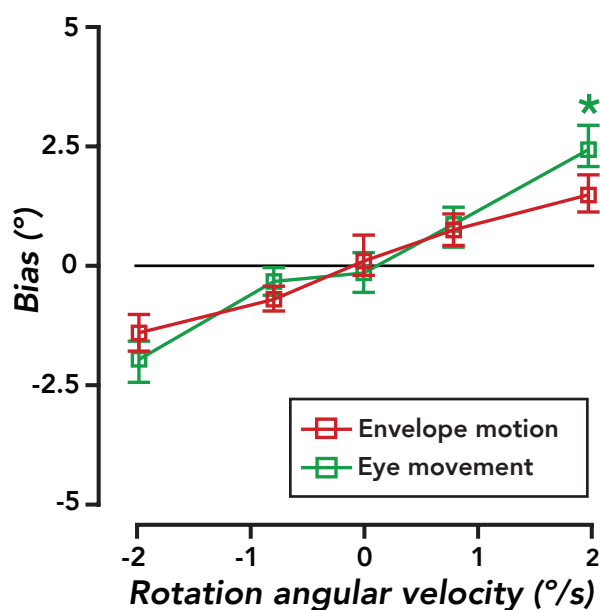 5
2.5
0
-2.5
-5
Bias (°)
*
Envelope motion
Eye movement
-2 -1 0 1 2
Rotation angular velocity (°/s)